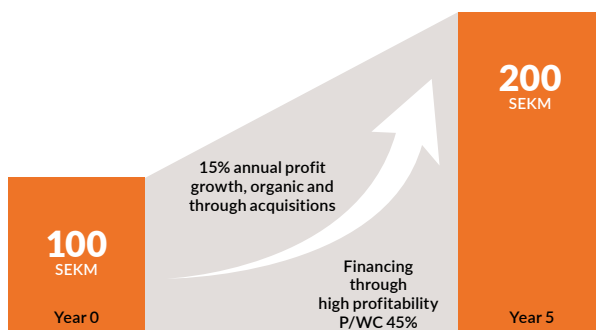 200
SEKM
15% annual profit
growth, organic and
through acquisitions
100
SEKM
Financing
through
high profitability
P/WC 45%
Year 0
Year 5